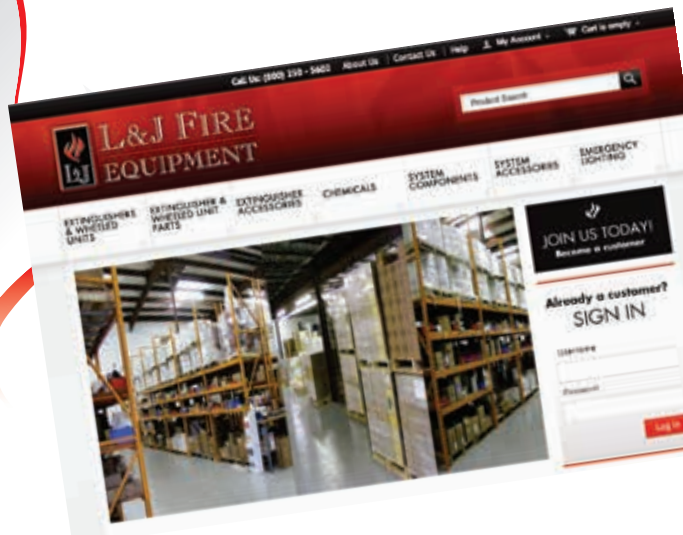 Call Us: (800) 250 - 5602 About Us | Contact Us | Help My Account Cart is empty
L&J FIRE
EQUIPMENT
L&J
Product Search
EXTINGUISHERS
& WHEELED
UNITS
EXTINGUISHER &
WHEELED UNIT
PARTS
EXTINGUISHER
ACCESSORIES
CHEMICALS
SYSTEM
COMPONENTS
SYSTEM
ACCESSORIES
EMERGENCY
LIGHTING
JOIN US TODAY!
Become a customer
Already a customer?
SIGN IN
Username
Password
Log in